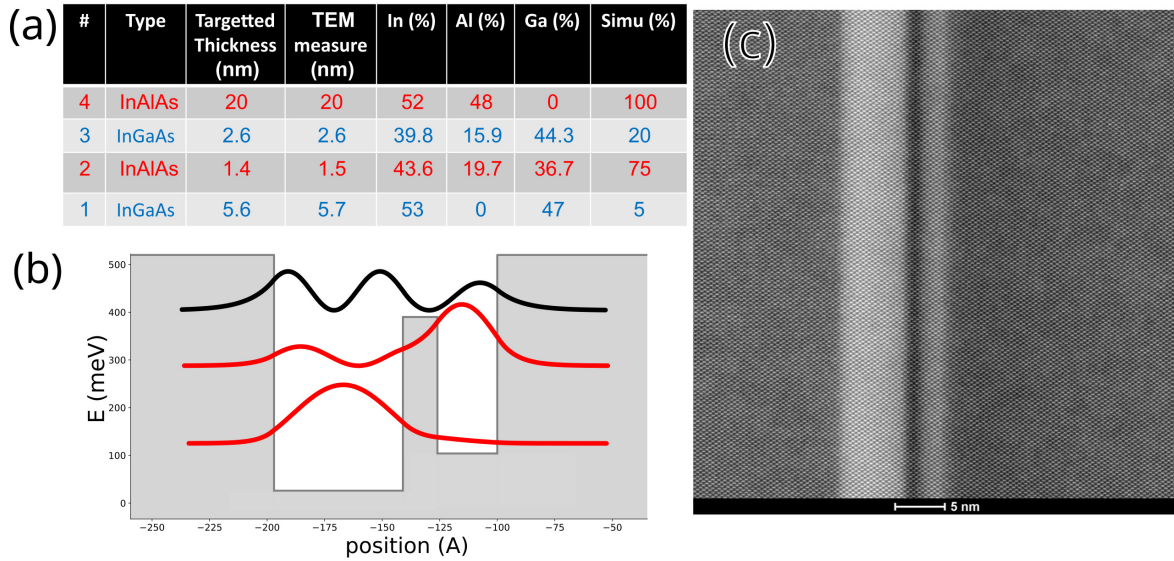 (a)
# Type Targetted Thickness (nm) TEM measure (nm) In (%) Al (%) Ga (%) Simu (%)
4 InAlAs 20 20 52 48 0 100
3 InGaAs 2.6 2.6 39.8 15.9 44.3 20
2 InAlAs 1.4 1.5 43.6 19.7 36.7 75
1 InGaAs 5.6 5.7 53 0 47 5
(b)
E (meV)
500
400
300
200
100
0
−250 −225 −200 −175 −150 −125 −100 −75 −50
position (A)
(c)
5 nm